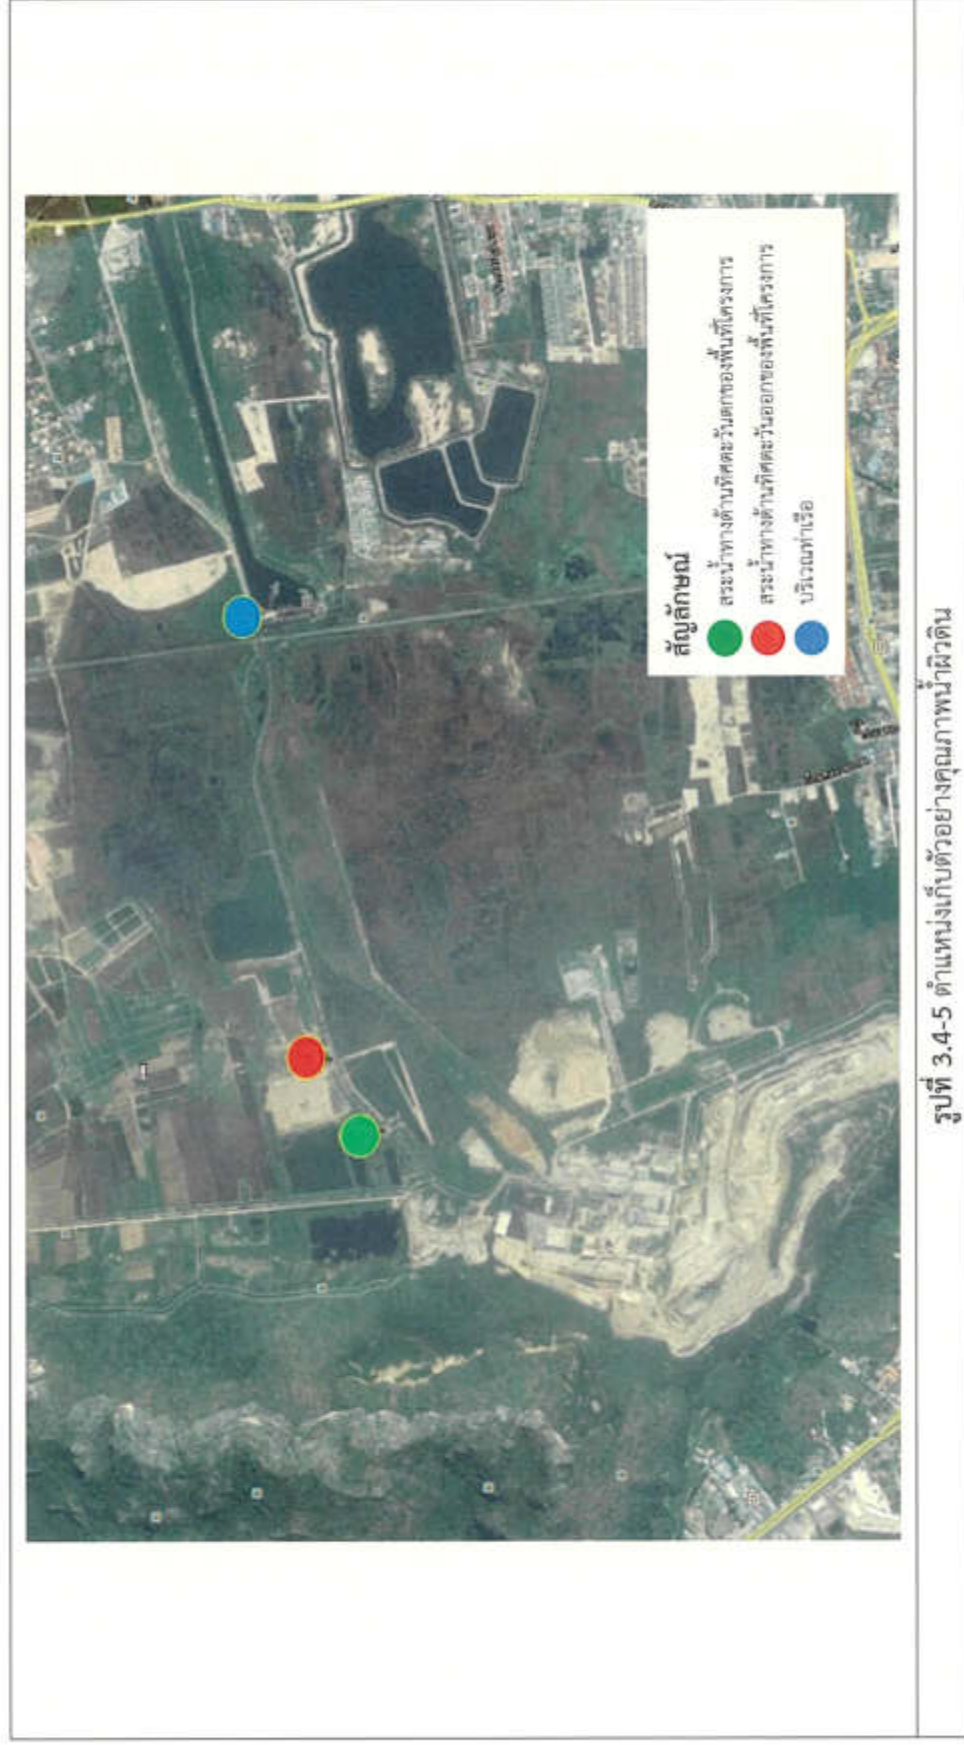 สัญลักษณ์
สระน้ำทางด้านทิศตะวันตกของพื้นที่โครงการ
สระน้ำทางด้านทิศตะวันออกของพื้นที่โครงการ
บริเวณท่าเรือ
รูปที่ 3.4-5 ตำแหน่งเก็บตัวอย่างคุณภาพน้ำผิวดิน